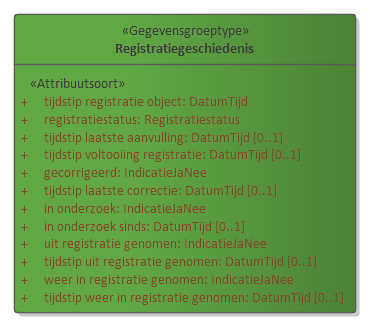 «Gegevensgroeptype»
Registratiegeschiedenis
«Attribuutsoort»
+ tijdstip registratie object: DatumTijd
+ registratiestatus: Registratiestatus
+ tijdstip laatste aanvulling: DatumTijd [0..1]
+ tijdstip voltooiing registratie: DatumTijd [0..1]
+ gecorrigeerd: IndicatieJaNee
+ tijdstip laatste correctie: DatumTijd [0..1]
+ in onderzoek: IndicatieJaNee
+ in onderzoek sinds: DatumTijd [0..1]
+ uit registratie genomen: IndicatieJaNee
+ tijdstip uit registratie genomen: DatumTijd [0..1]
+ weer in registratie genomen: IndicatieJaNee
+ tijdstip weer in registratie genomen: DatumTijd [0..1]